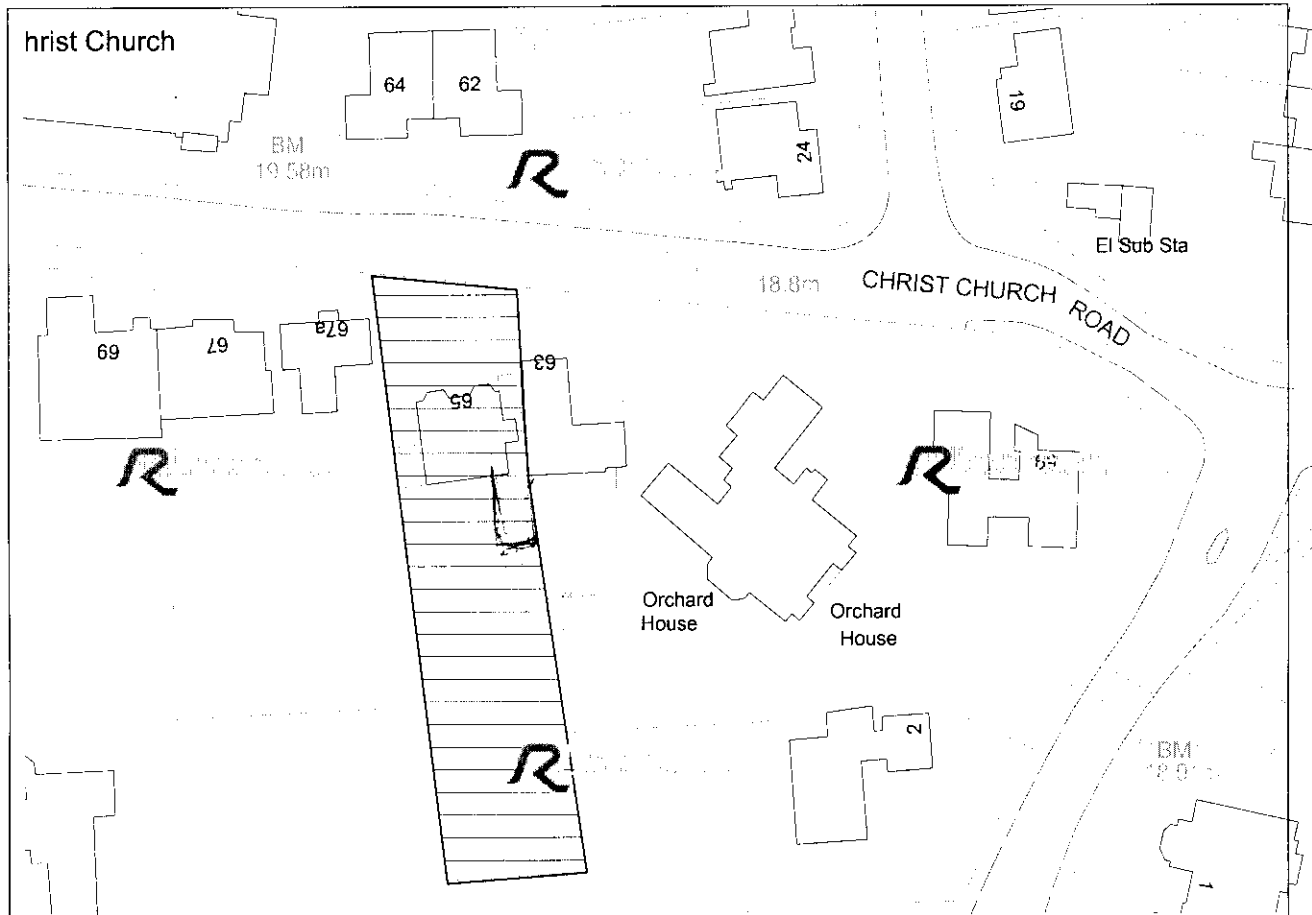 hrist Church
64
62
19
24
BM
19.58m
R
El Sub Sta
18.8m
CHRIST CHURCH
ROAD
69
67
67a
63
65
R
R
Orchard
House
Orchard
House
2
R
BM
1